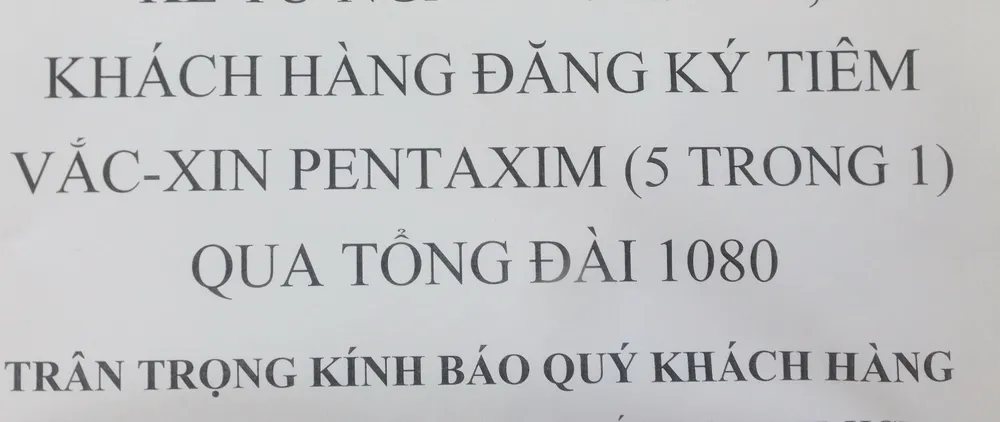 KHÁCH HÀNG ĐĂNG KÝ TIÊM
VẮC-XIN PENTAXIM (5 TRONG 1)
QUA TỔNG ĐÀI 1080
TRÂN TRỌNG KÍNH BÁO QUÝ KHÁCH HÀNG